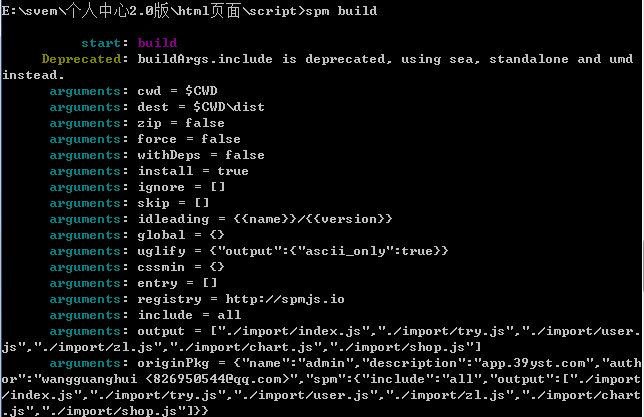 E:\svem\个人中心2.0版\html页面\script>spm build
start: build
Deprecated: buildArgs.include is deprecated, using sea, standalone and umd
instead.
arguments: cwd = $CWD
arguments: dest = $CWD\dist
arguments: zip = false
arguments: force = false
arguments: withDeps = false
arguments: install = true
arguments: ignore = []
arguments: skip = []
arguments: idleading = {{name}}/{{version}}
arguments: global = {}
arguments: uglify = {"output":{"ascii_only":true}}
arguments: cssmin = {}
arguments: entry = []
arguments: registry = http://spmjs.io
arguments: include = all
arguments: output = ["./import/index.js","./import/try.js","./import/user.
js","./import/zl.js","./import/chart.js","./import/shop.js"]
arguments: originPkg = {"name":"admin","description":"app.39yst.com","auth
or":"wangguanghui <826950544@qq.com>","spm":{"include":"all","output":["./import
/index.js","./import/try.js","./import/user.js","./import/zl.js","./import/chart
.js","./import/shop.js"]}}